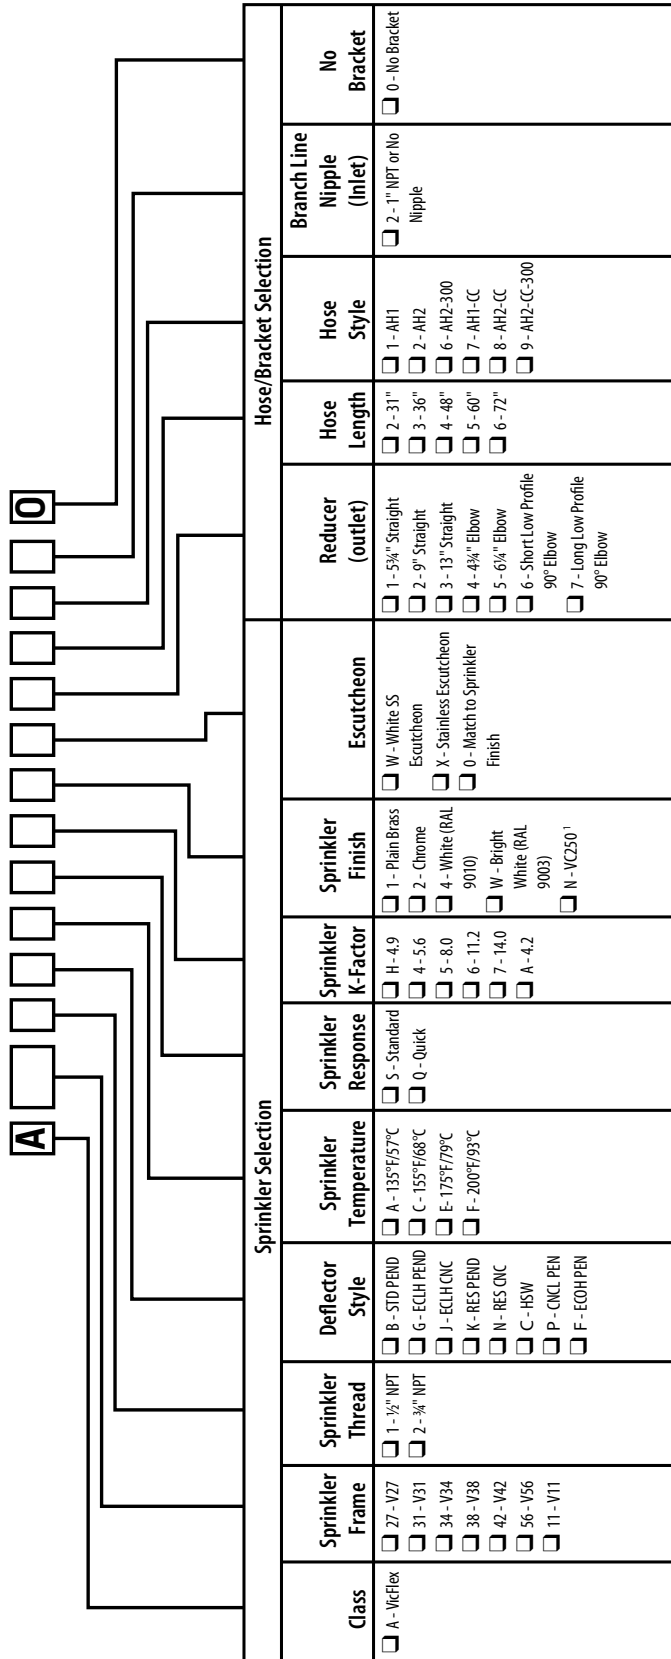 A
0
Sprinkler Selection
Hose/Bracket Selection
Class
❑ A - VicFlex
Sprinkler
Frame
❑ 27 - V27
❑ 31 - V31
❑ 34 - V34
❑ 38 - V38
❑ 42 - V42
❑ 56 - V56
❑ 11 - V11
Sprinkler
Thread
❑ 1 - ½" NPT
❑ 2 - ¾" NPT
Deflector
Style
❑ B - STD PEND
❑ G - ECLH PEND
❑ J - ECLH CNC
❑ K - RES PEND
❑ N - RES CNC
❑ C - HSW
❑ P - CNCL PEN
❑ F - ECOH PEN
Sprinkler
Temperature
❑ A - 135°F/57°C
❑ C - 155°F/68°C
❑ E- 175°F/79°C
❑ F - 200°F/93°C
Sprinkler
Response
❑ S - Standard
❑ Q - Quick
Sprinkler
K-Factor
❑ H - 4.9
❑ 4 - 5.6
❑ 5 - 8.0
❑ 6 - 11.2
❑ 7 - 14.0
❑ A - 4.2
Sprinkler
Finish
❑ 1 - Plain Brass
❑ 2 - Chrome
❑ 4 - White (RAL
9010)
❑ W - Bright
White (RAL
9003)
❑ N - VC250 ¹
Escutcheon
❑ W - White SS
Escutcheon
❑ X - Stainless Escutcheon
❑ 0 - Match to Sprinkler
Finish
Reducer
(outlet)
❑ 1 - 5¾" Straight
❑ 2 - 9" Straight
❑ 3 - 13" Straight
❑ 4 - 4¾" Elbow
❑ 5 - 6¼" Elbow
❑ 6 - Short Low Profile
90° Elbow
❑ 7 - Long Low Profile
90° Elbow
Hose
Length
❑ 2 - 31"
❑ 3 - 36"
❑ 4 - 48"
❑ 5 - 60"
❑ 6 - 72"
Hose
Style
❑ 1 - AH1
❑ 2 - AH2
❑ 6 - AH2-300
❑ 7 - AH1-CC
❑ 8 - AH2-CC
❑ 9 - AH2-CC-300
Branch Line
Nipple
(Inlet)
❑ 2 - 1" NPT or No
Nipple
No
Bracket
❑ 0 - No Bracket